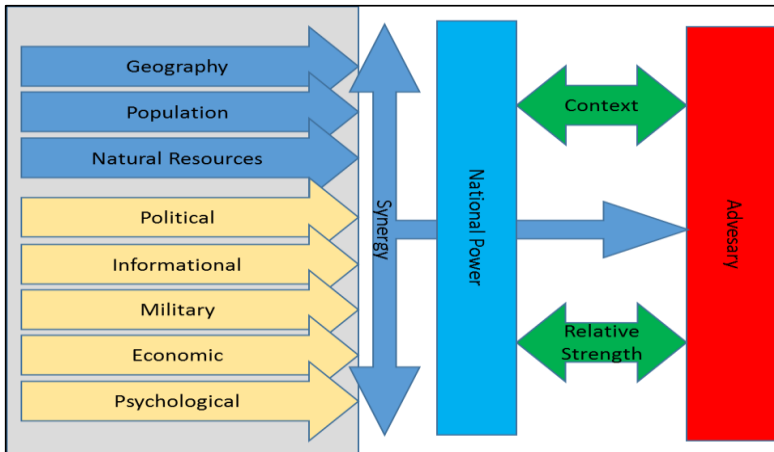 Geography
Population
Natural Resources
Political
Informational
Military
Economic
Psychological
Synergy
National Power
Context
Relative
Strength
Advesary